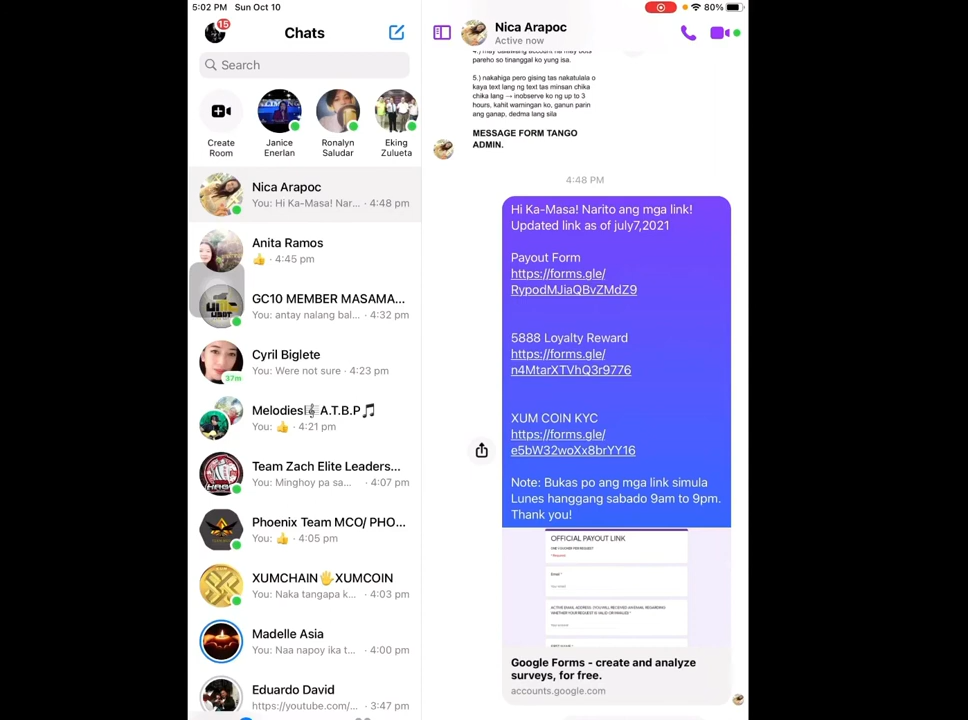 5:02 PM Sun Oct 10
80%
15
Chats
Search
Create
Room
Janice
Enerlan
Ronalyn
Saludar
Eking
Zulueta
Nica Arapoc
You: Hi Ka-Masa! Nar... · 4:48 pm
Anita Ramos
👍 · 4:45 pm
GC10 MEMBER MASAMA...
You: antay nalang bal... · 4:32 pm
Cyril Biglete
You: Were not sure · 4:23 pm
37m
Melodies🎼A.T.B.P🎵
You: 👍 · 4:21 pm
Team Zach Elite Leaders...
You: Minghoy pa sa... · 4:07 pm
Phoenix Team MCO/ PHO...
You: 👍 · 4:05 pm
XUMCHAIN🖐XUMCOIN
You: Naka tangapa k... · 4:03 pm
Madelle Asia
You: Naa napoy ika t... · 4:00 pm
Eduardo David
https://youtube.com/... · 3:47 pm
Nica Arapoc
Active now
pareho so tinanggal ko yung isa.
5.) nakahiga pero gising tas nakatulala o
kaya text lang ng text tas minsan chika
chika lang → inobserve ko ng up to 3
hours, kahit warningan ko, ganun parin
ang ganap, dedma lang sila
MESSAGE FORM TANGO
ADMIN.
4:48 PM
Hi Ka-Masa! Narito ang mga link!
Updated link as of july7,2021
Payout Form
https://forms.gle/
RypodMJiaQBvZMdZ9
5888 Loyalty Reward
https://forms.gle/
n4MtarXTVhQ3r9776
XUM COIN KYC
https://forms.gle/
e5bW32woXx8brYY16
Note: Bukas po ang mga link simula
Lunes hanggang sabado 9am to 9pm.
Thank you!
OFFICIAL PAYOUT LINK
Email *
Google Forms - create and analyze
surveys, for free.
accounts.google.com